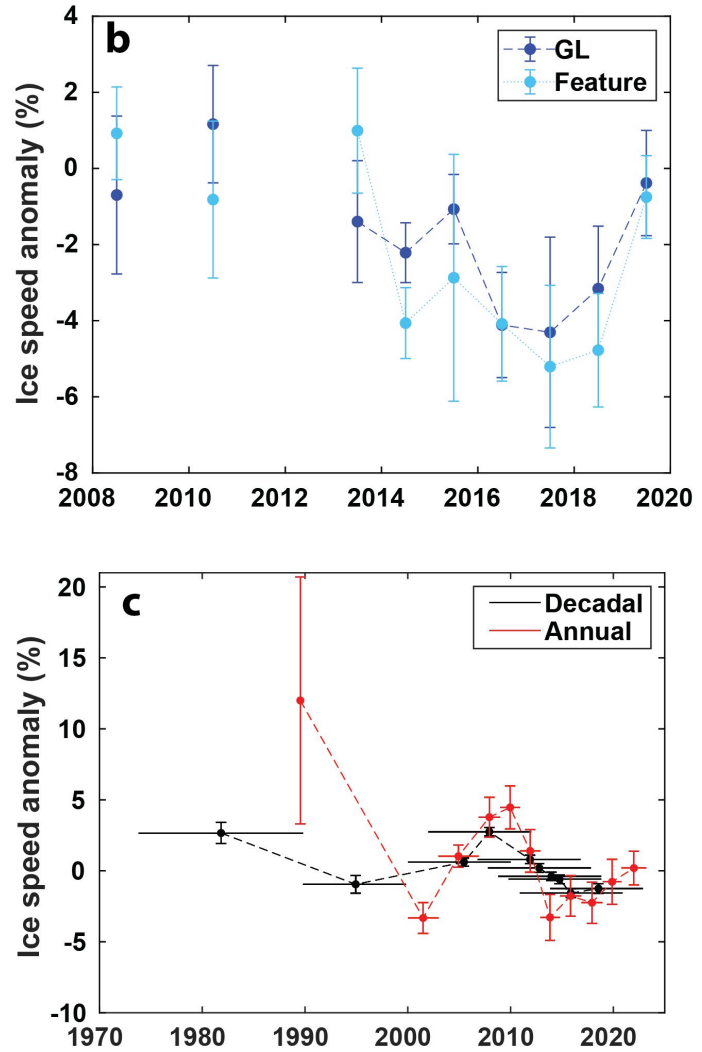 b
GL
Feature
Ice speed anomaly (%)
4
2
0
-2
-4
-6
-8
2008 2010 2012 2014 2016 2018 2020
c
Decadal
Annual
Ice speed anomaly (%)
20
15
10
5
0
-5
-10
1970 1980 1990 2000 2010 2020